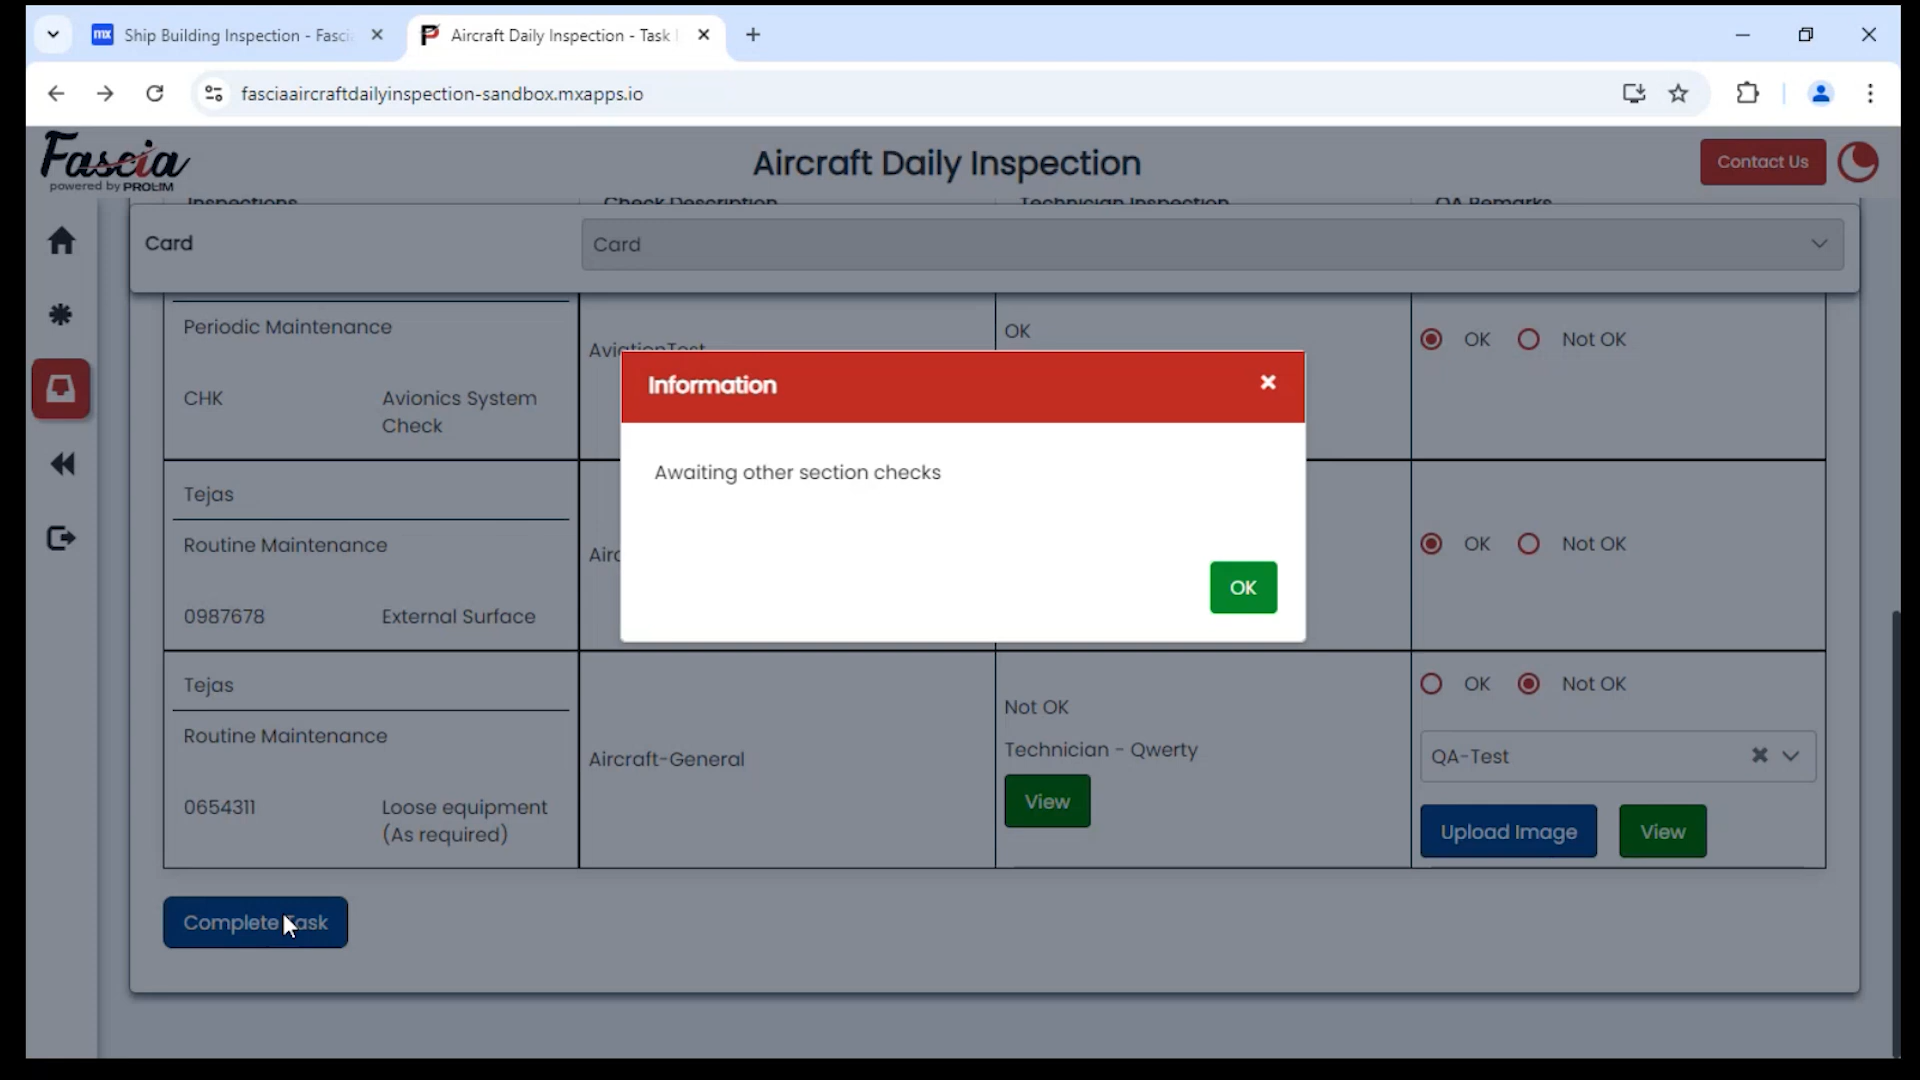 Ship Building Inspection - Fasci
Aircraft Daily Inspection - Task
fasciaaircraftdailyinspection-sandbox.mxapps.io
Fascia
powered by PROLIM
Aircraft Daily Inspection
Contact Us
Inspections
Check Description
Technician Inspection
QA Remarks
Card
Card
Periodic Maintenance
AviationTest
OK
OK
Not OK
CHK
Avionics System
Check
Information
Awaiting other section checks
OK
Tejas
Routine Maintenance
Airc
OK
Not OK
0987678
External Surface
Tejas
Routine Maintenance
0654311
Loose equipment
(As required)
Aircraft-General
Not OK
Technician - Qwerty
View
OK
Not OK
QA-Test
Upload Image
View
Complete Task